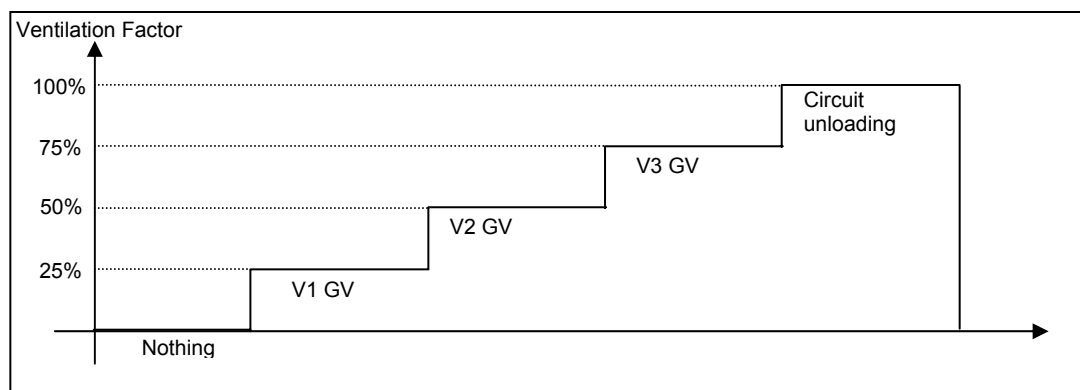 Ventilation Factor
100%
Circuit
unloading
75%
V3 GV
50%
V2 GV
25%
V1 GV
Nothing